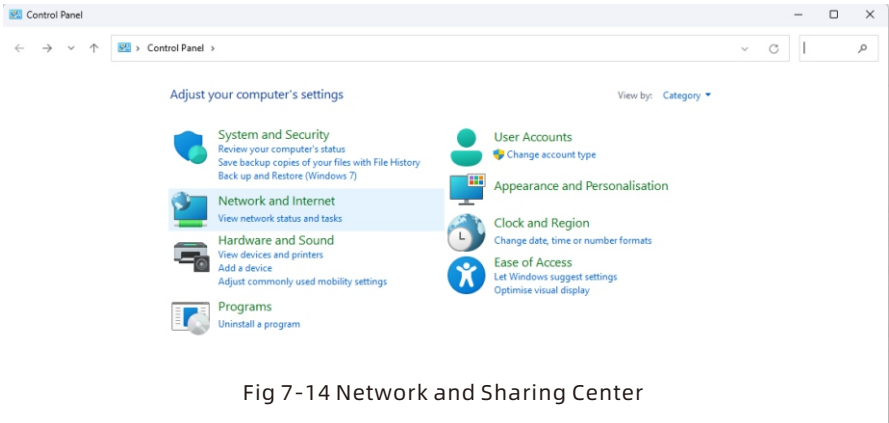 Control Panel
Control Panel
Adjust your computer's settings
View by: Category
System and Security
Review your computer's status
Save backup copies of your files with File History
Back up and Restore (Windows 7)
Network and Internet
View network status and tasks
Hardware and Sound
View devices and printers
Add a device
Adjust commonly used mobility settings
Programs
Uninstall a program
User Accounts
Change account type
Appearance and Personalisation
Clock and Region
Change date, time or number formats
Ease of Access
Let Windows suggest settings
Optimise visual display
Fig 7-14 Network and Sharing Center